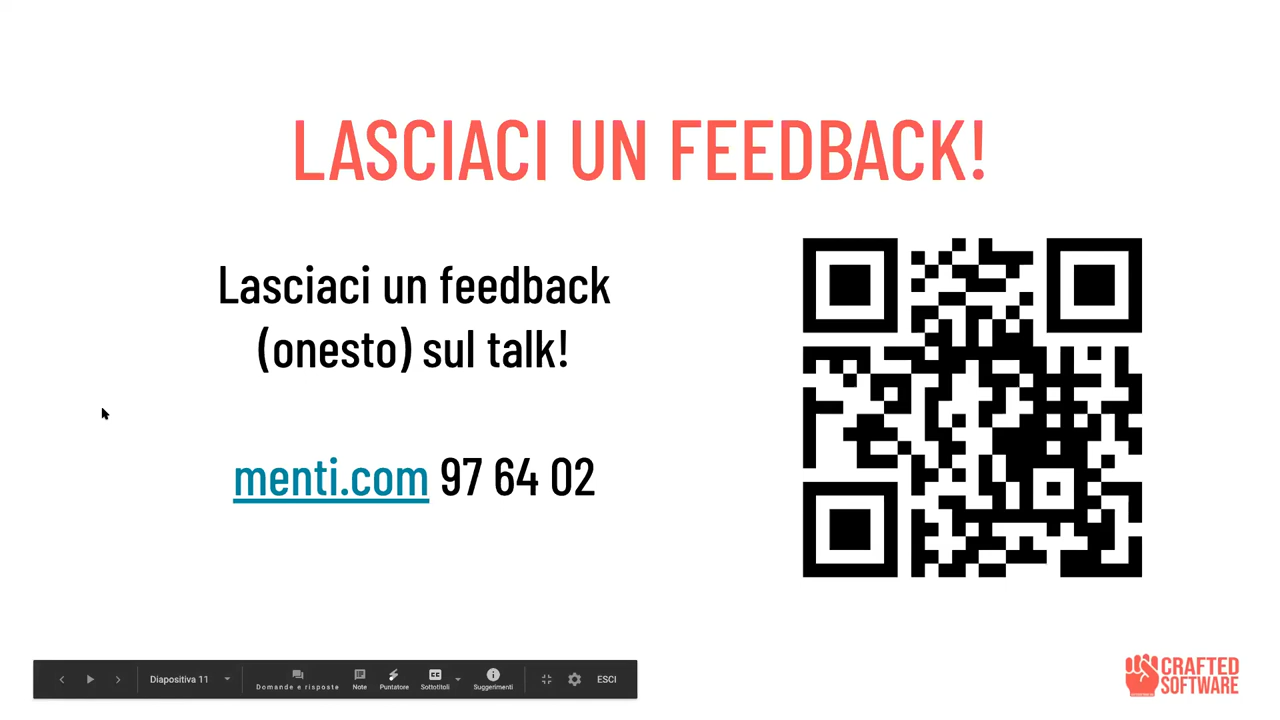 LASCIACI UN FEEDBACK!
Lasciaci un feedback
(onesto) sul talk!
menti.com 97 64 02
Diapositiva 11
Domande e risposte
Note
Puntatore
Sottotitoli
Suggerimenti
ESCI
CRAFTED
SOFTWARE